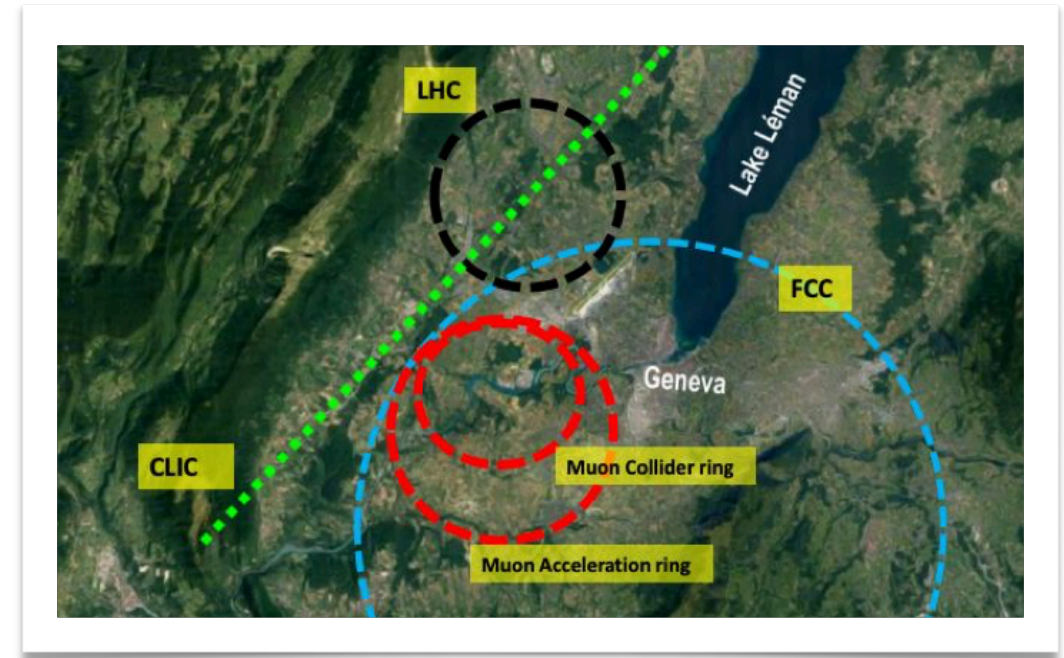 LHC
Lake Léman
FCC
Geneva
CLIC
Muon Collider ring
Muon Acceleration ring